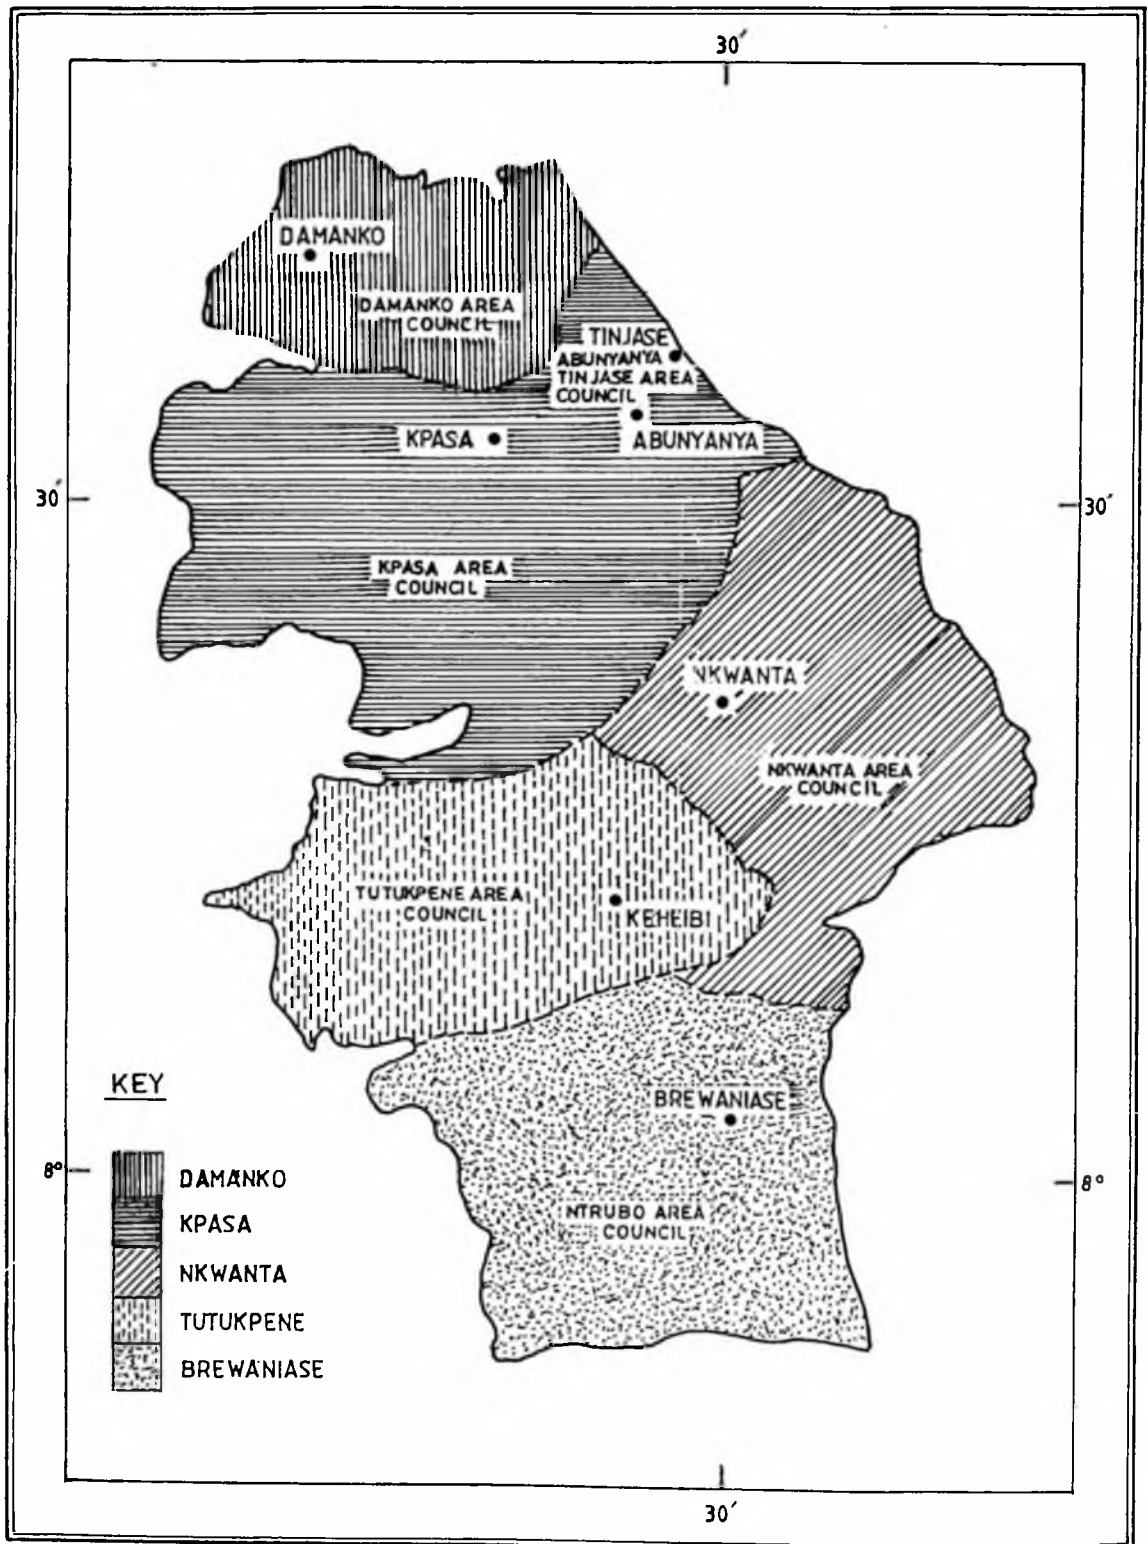 30′
DAMANKO
DAMANKO AREA
COUNCIL
TINJASE
ABUNYANYA
TINJASE AREA
COUNCIL
KPASA
ABUNYANYA
30′
30′
KPASA AREA
COUNCIL
NKWANTA
NKWANTA AREA
COUNCIL
TUTUKPENE AREA
COUNCIL
KEHEIBI
KEY
BREWANIASE
8°
8°
DAMANKO
KPASA
NTRUBO AREA
COUNCIL
NKWANTA
TUTUKPENE
BREWANIASE
30′